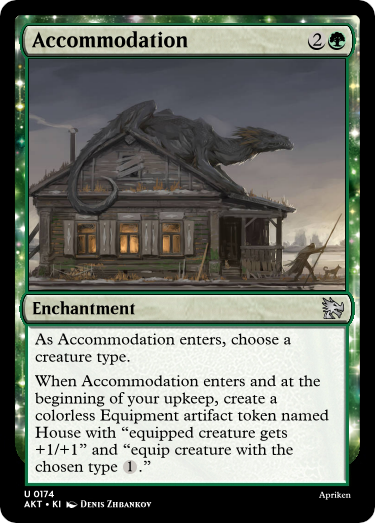 Accommodation 2
Enchantment
As Accommodation enters, choose a
creature type.
When Accommodation enters and at the
beginning of your upkeep, create a
colorless Equipment artifact token named
House with “equipped creature gets
+1/+1” and “equip creature with the
chosen type 1.”
U 0174
AKT • KI Denis Zhbankov
Apriken